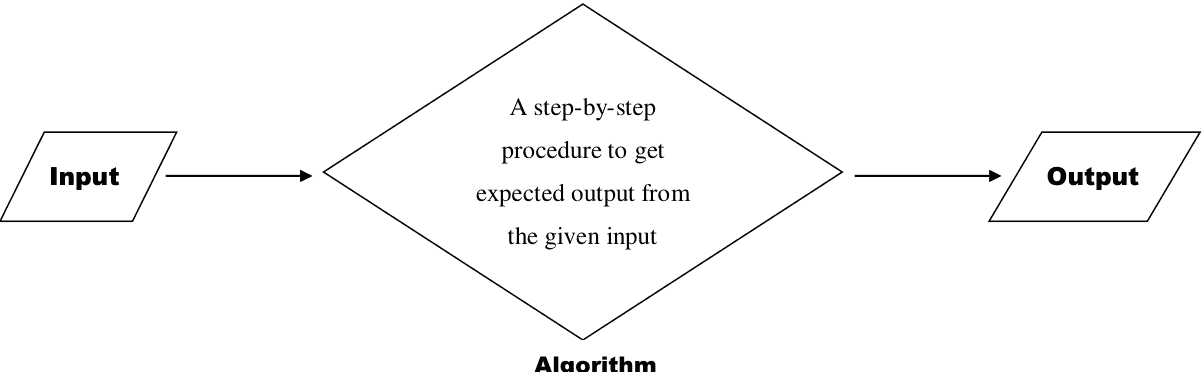 Input
A step-by-step
procedure to get
expected output from
the given input
Output
Algorithm